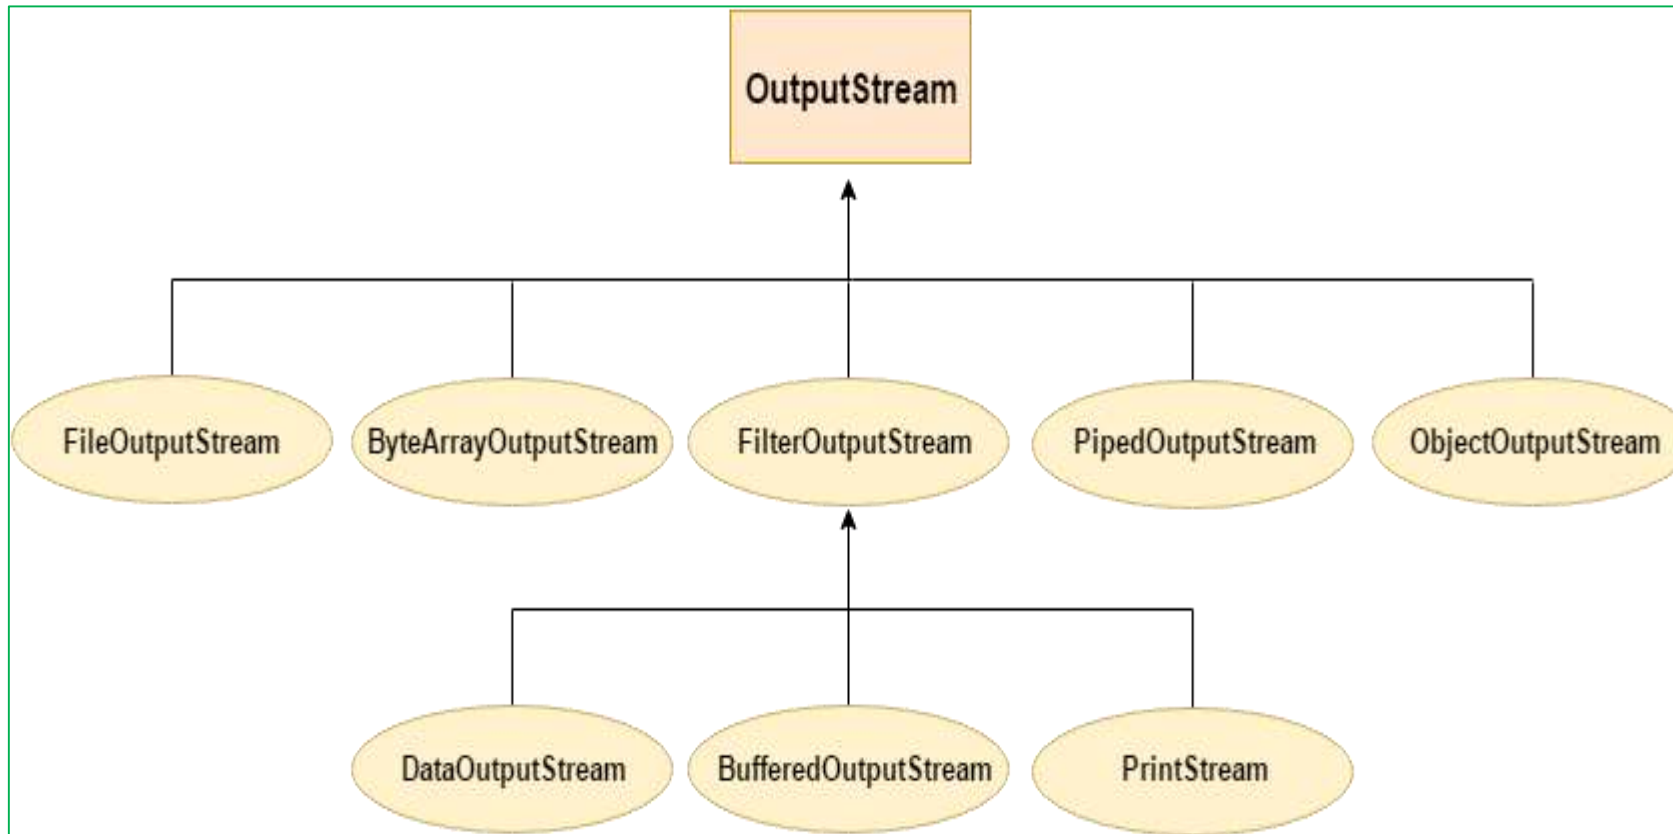 OutputStream
FileOutputStream
ByteArrayOutputStream
FilterOutputStream
PipedOutputStream
ObjectOutputStream
DataOutputStream
BufferedOutputStream
PrintStream